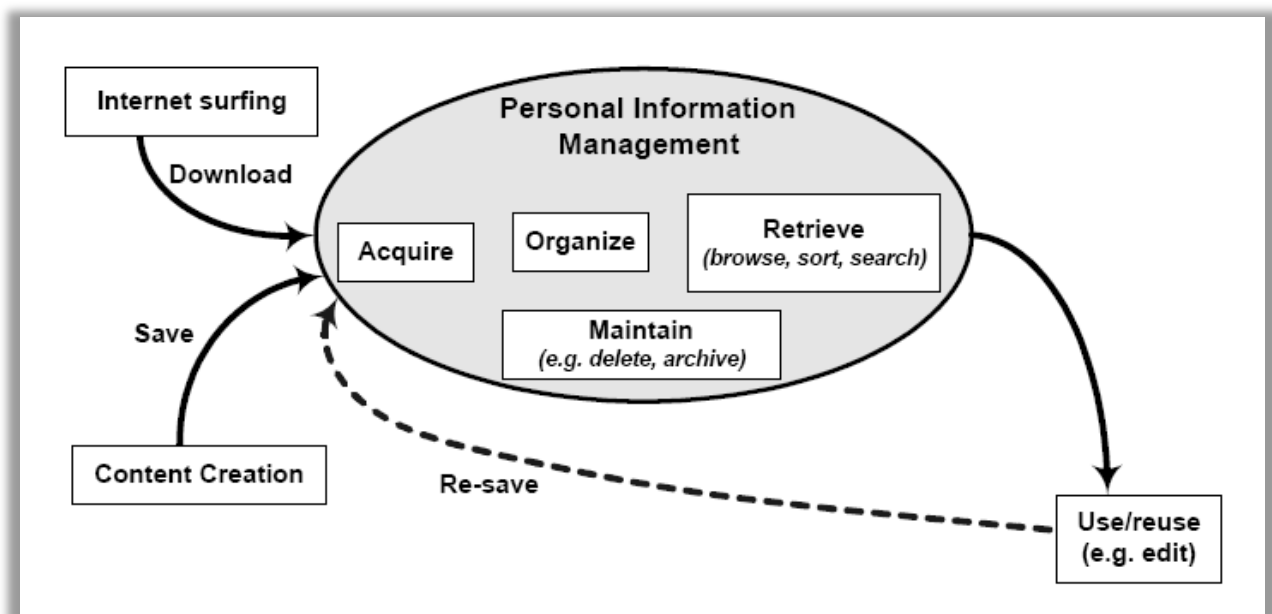 Internet surfing
Download
Personal Information
Management
Acquire
Organize
Retrieve
(browse, sort, search)
Maintain
(e.g. delete, archive)
Save
Content Creation
Re-save
Use/reuse
(e.g. edit)